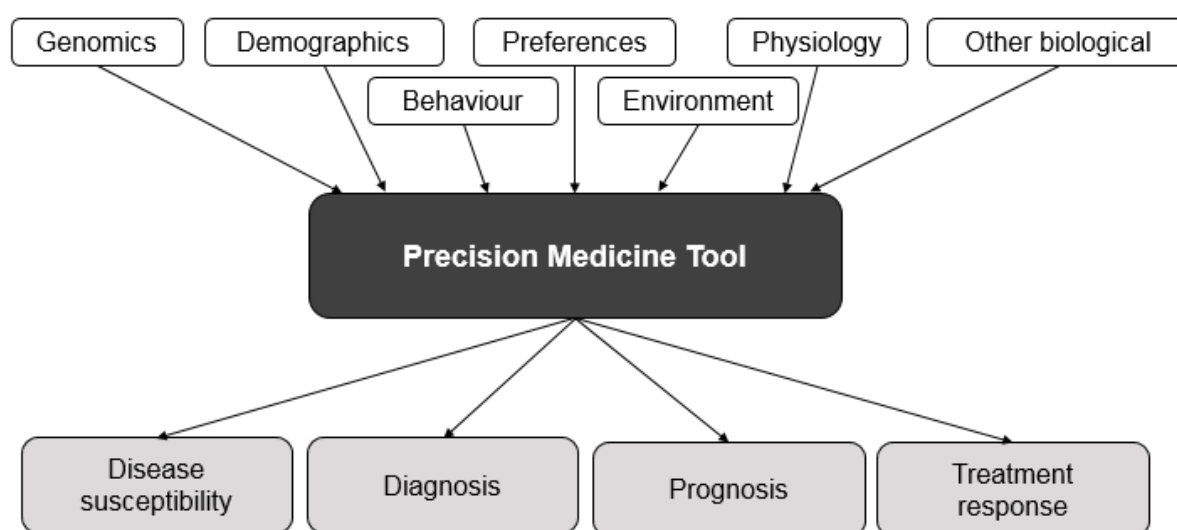 Genomics
Demographics
Preferences
Physiology
Other biological
Behaviour
Environment
Precision Medicine Tool
Disease
susceptibility
Diagnosis
Prognosis
Treatment
response